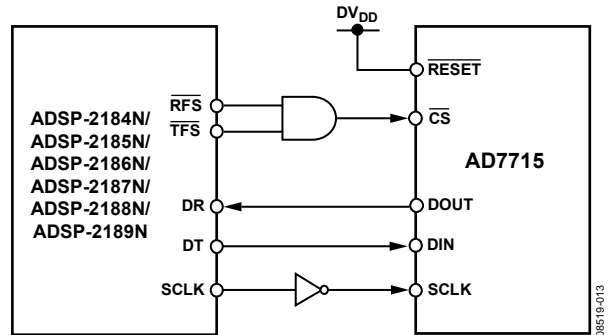 DVDD
RESET
RFS
CS
TFS
ADSP-2184N/
ADSP-2185N/
ADSP-2186N/
ADSP-2187N/
ADSP-2188N/
ADSP-2189N
AD7715
DR
DOUT
DT
DIN
SCLK
SCLK
08519-013